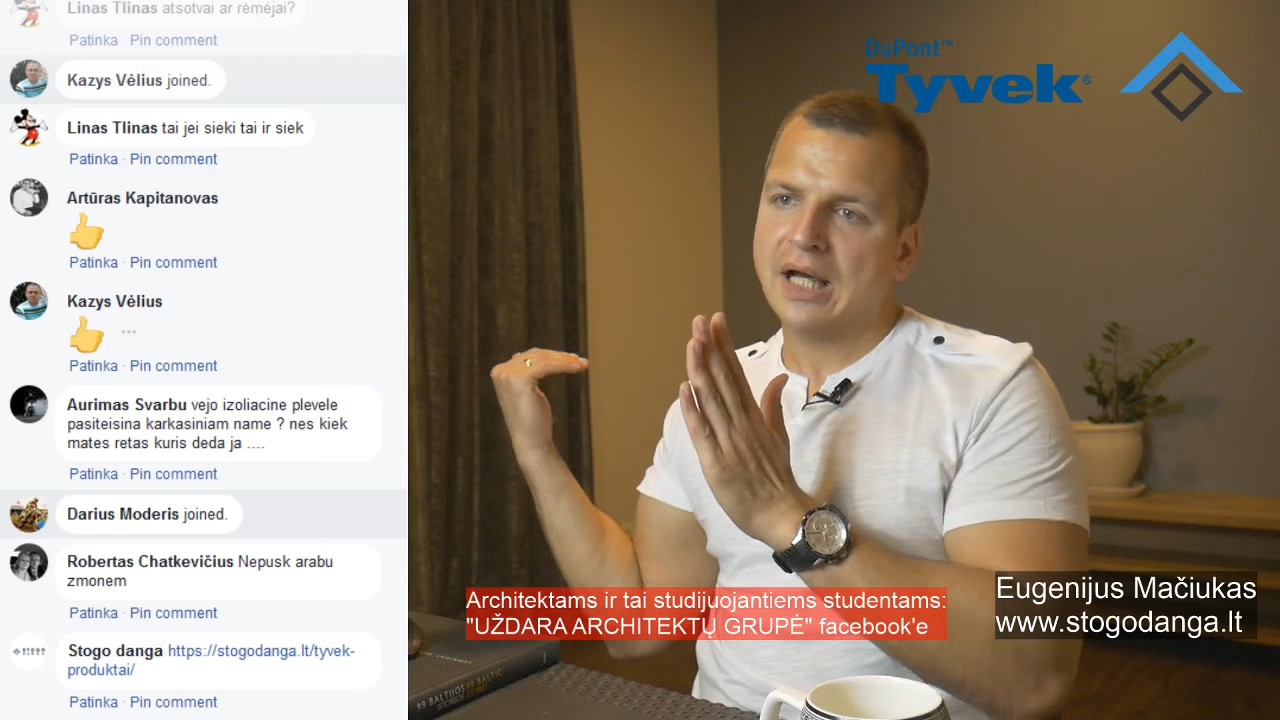 Linas Tlinas atsotvai ar rėmėjai?
Patinka · Pin comment
Kazys Vėlius joined.
Linas Tlinas tai jei sieki tai ir siek
Patinka · Pin comment
Artūras Kapitanovas
Patinka · Pin comment
Kazys Vėlius
Patinka · Pin comment
Aurimas Svarbu vejo izoliacine plevele
pasiteisina karkasiniam name ? nes kiek
mates retas kuris deda ja ....
Patinka · Pin comment
Darius Moderis joined.
Robertas Chatkevičius Nepusk arabu
zmonem
Patinka · Pin comment
Stogo danga https://stogodanga.lt/tyvek-
produktai/
Patinka · Pin comment
DuPont™
Tyvek®
Architektams ir tai studijuojantiems studentams:
"UŽDARA ARCHITEKTŲ GRUPĖ" facebook'e
Eugenijus Mačiukas
www.stogodanga.lt
99 BALTIJOS 99 BALTIC